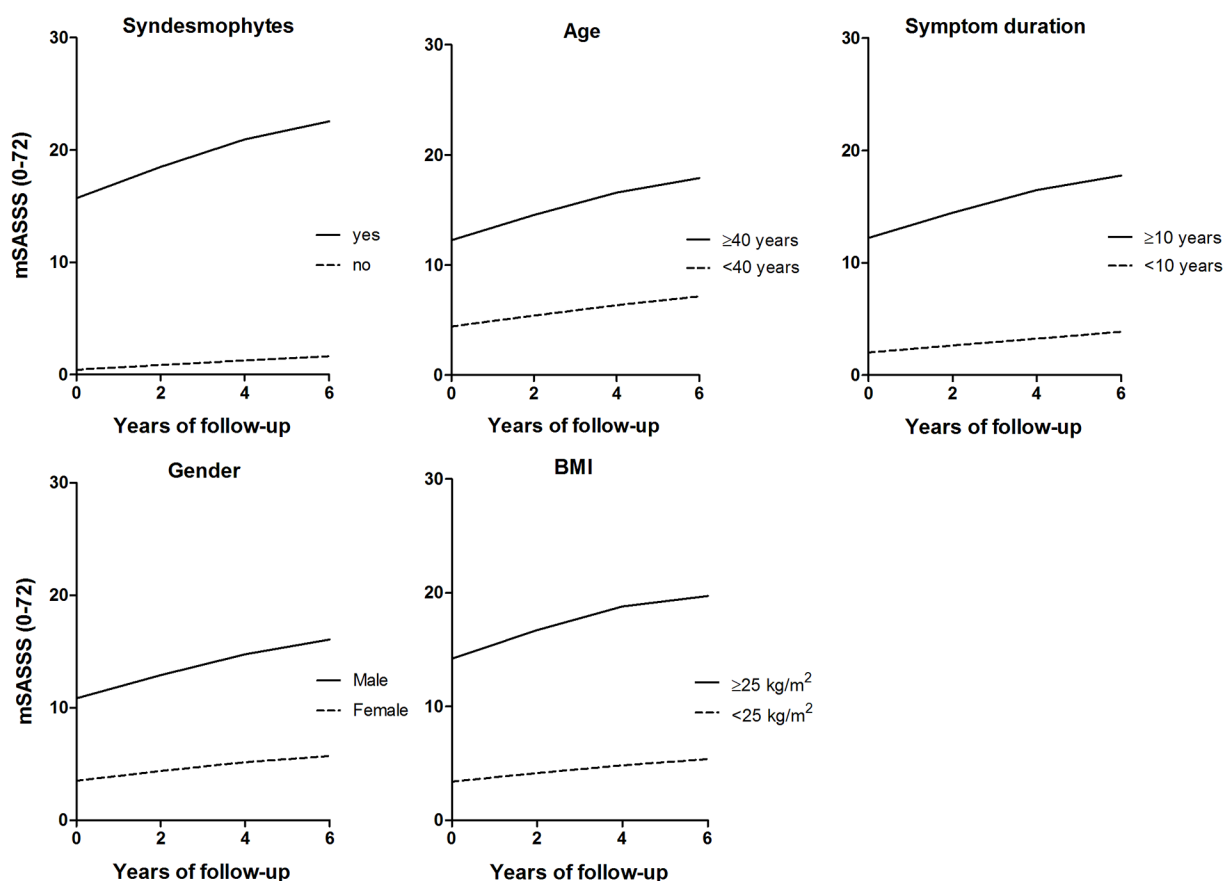 Syndesmophytes
mSASSS (0-72)
30
20
10
0
yes
no
0 2 4 6
Years of follow-up
Age
30
20
10
0
≥40 years
<40 years
0 2 4 6
Years of follow-up
Symptom duration
30
20
10
0
≥10 years
<10 years
0 2 4 6
Years of follow-up
Gender
mSASSS (0-72)
30
20
10
0
Male
Female
0 2 4 6
Years of follow-up
BMI
30
20
10
0
≥25 kg/m²
<25 kg/m²
0 2 4 6
Years of follow-up